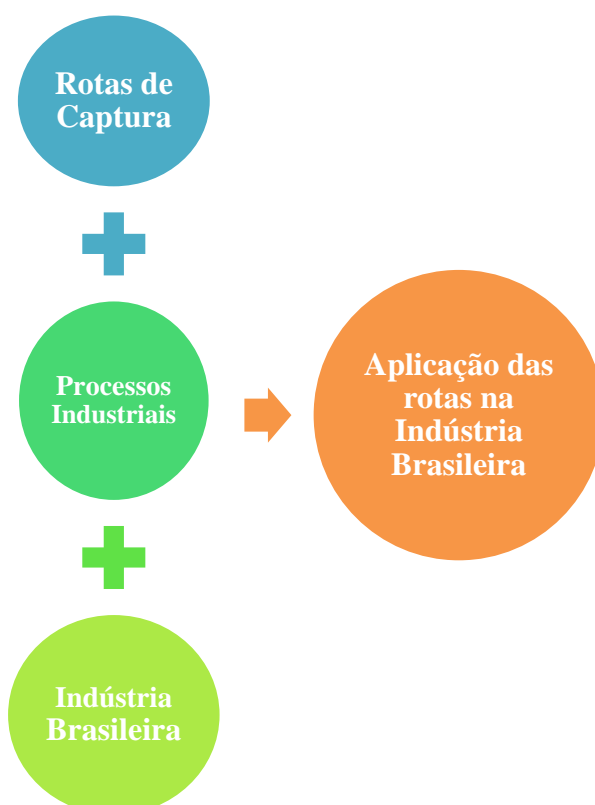 Rotas de
Captura
Processos
Industriais
Aplicação das
rotas na
Indústria
Brasileira
Indústria
Brasileira